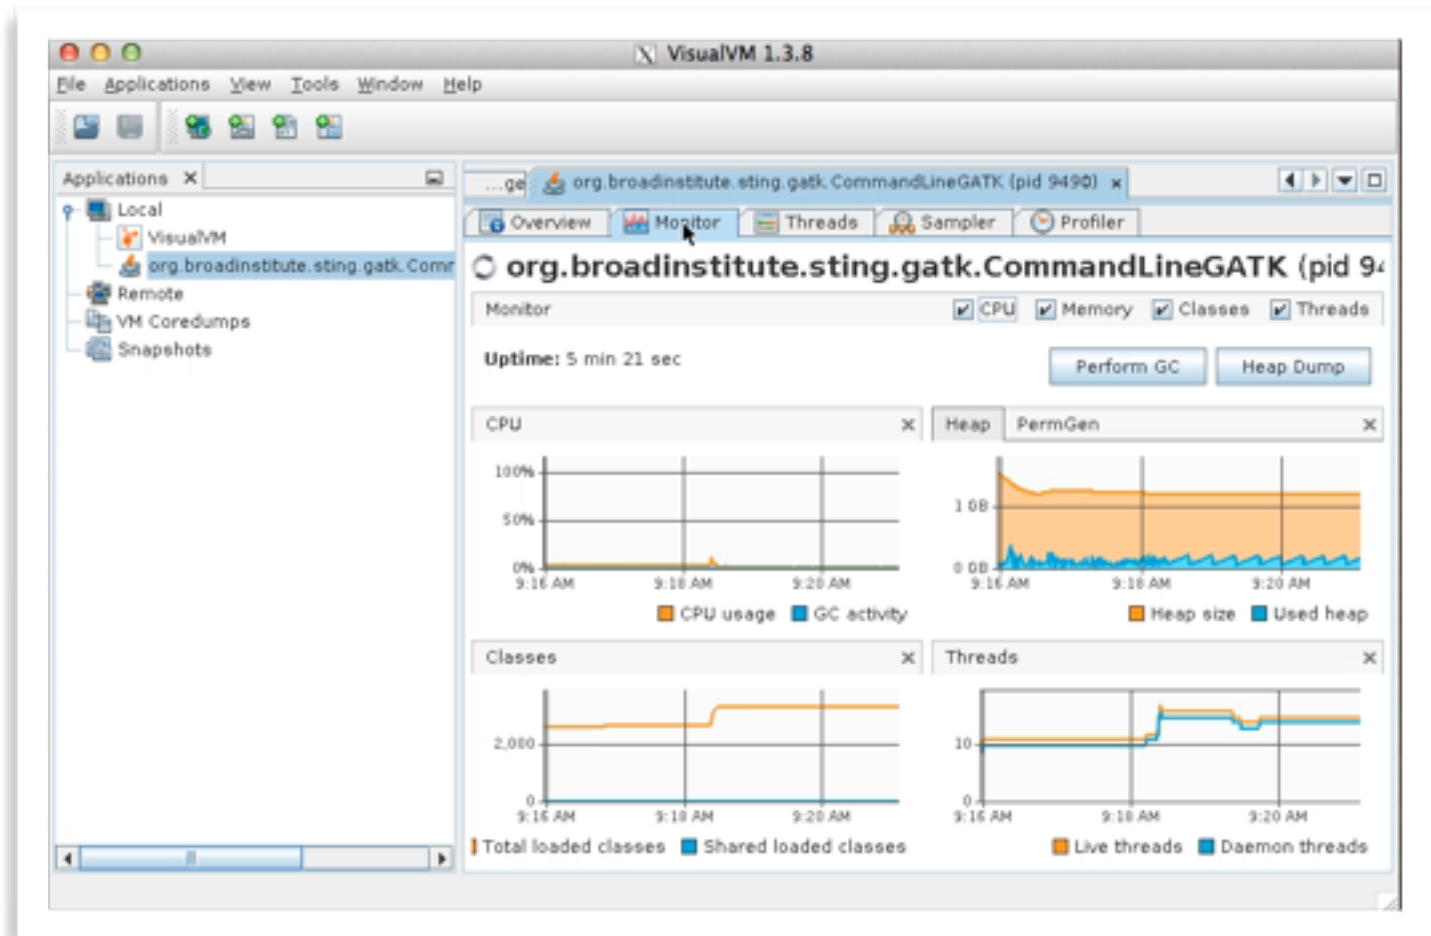 VisualVM 1.3.8
File Applications View Tools Window Help
Applications
...ge org.broadinstitute.sting.gatk.CommandLineGATK (pid 9490)
Local
VisualVM
org.broadinstitute.sting.gatk.Comm
Remote
VM Coredumps
Snapshots
Overview Monitor Threads Sampler Profiler
org.broadinstitute.sting.gatk.CommandLineGATK (pid 94
Monitor CPU Memory Classes Threads
Uptime: 5 min 21 sec
Perform GC Heap Dump
CPU
100%
50%
0%
9:16 AM 9:18 AM 9:20 AM
CPU usage GC activity
Heap PermGen
1 GB
0 GB
9:16 AM 9:18 AM 9:20 AM
Heap size Used heap
Classes
2,000
0
9:16 AM 9:18 AM 9:20 AM
Total loaded classes Shared loaded classes
Threads
10
0
9:16 AM 9:18 AM 9:20 AM
Live threads Daemon threads